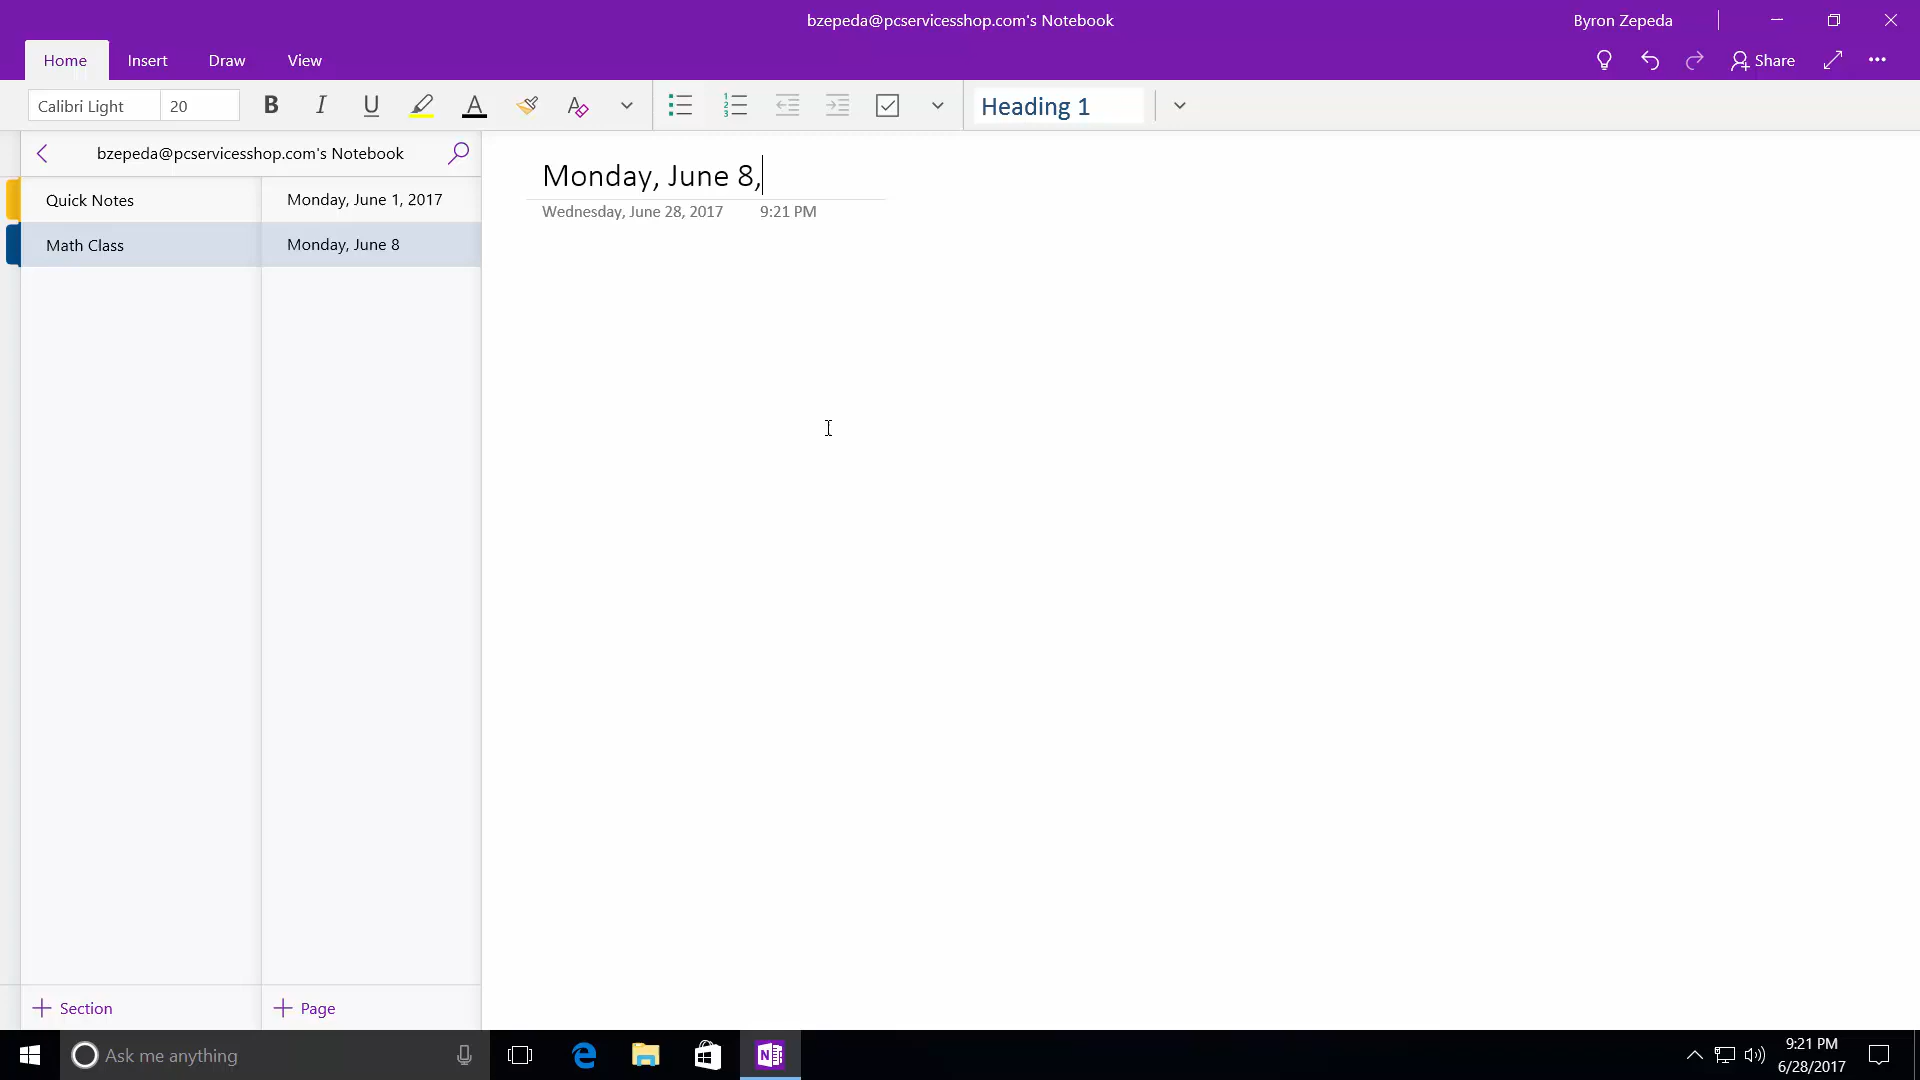 bzepeda@pcservicesshop.com's Notebook
Byron Zepeda
Home Insert Draw View
Share
Calibri Light 20 B I U A A Heading 1
bzepeda@pcservicesshop.com's Notebook
Quick Notes
Math Class
Monday, June 1, 2017
Monday, June 8
Monday, June 8,
Wednesday, June 28, 2017 9:21 PM
+ Section
+ Page
Ask me anything
N
9:21 PM
6/28/2017